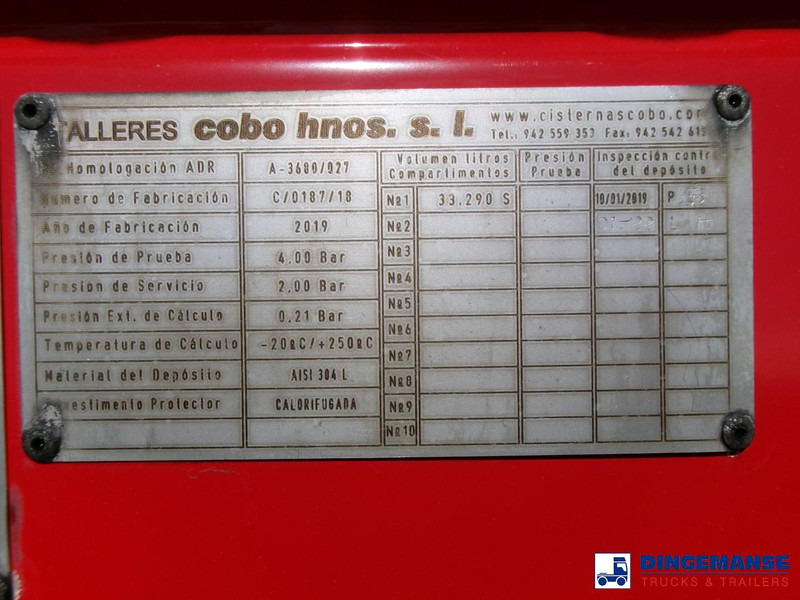 TALLERES cobo hnos. s. l. www.cisternascobo.com
Tel.: 942 559 353 Fax: 942 542 615
Homologación ADR A-3680/027 Volumen litros Compartimentos Presión Prueba Inspección control del depósito
Numero de Fabricación C/0187/18 Nº1 33.290 S 10/01/2019 P
Año de Fabricación 2019 Nº2
Presión de Prueba 4,00 Bar Nº3
Presion de Servicio 2,00 Bar Nº4
Presión Ext. de Cálculo 0,21 Bar Nº5
Temperatura de Cálculo -20ºC/+250ºC Nº6
Material del Depósito AISI 304 L Nº7
Revestimento Protector CALORIFUGADA Nº8
Nº9
Nº10
DINGEMANSE
TRUCKS & TRAILERS